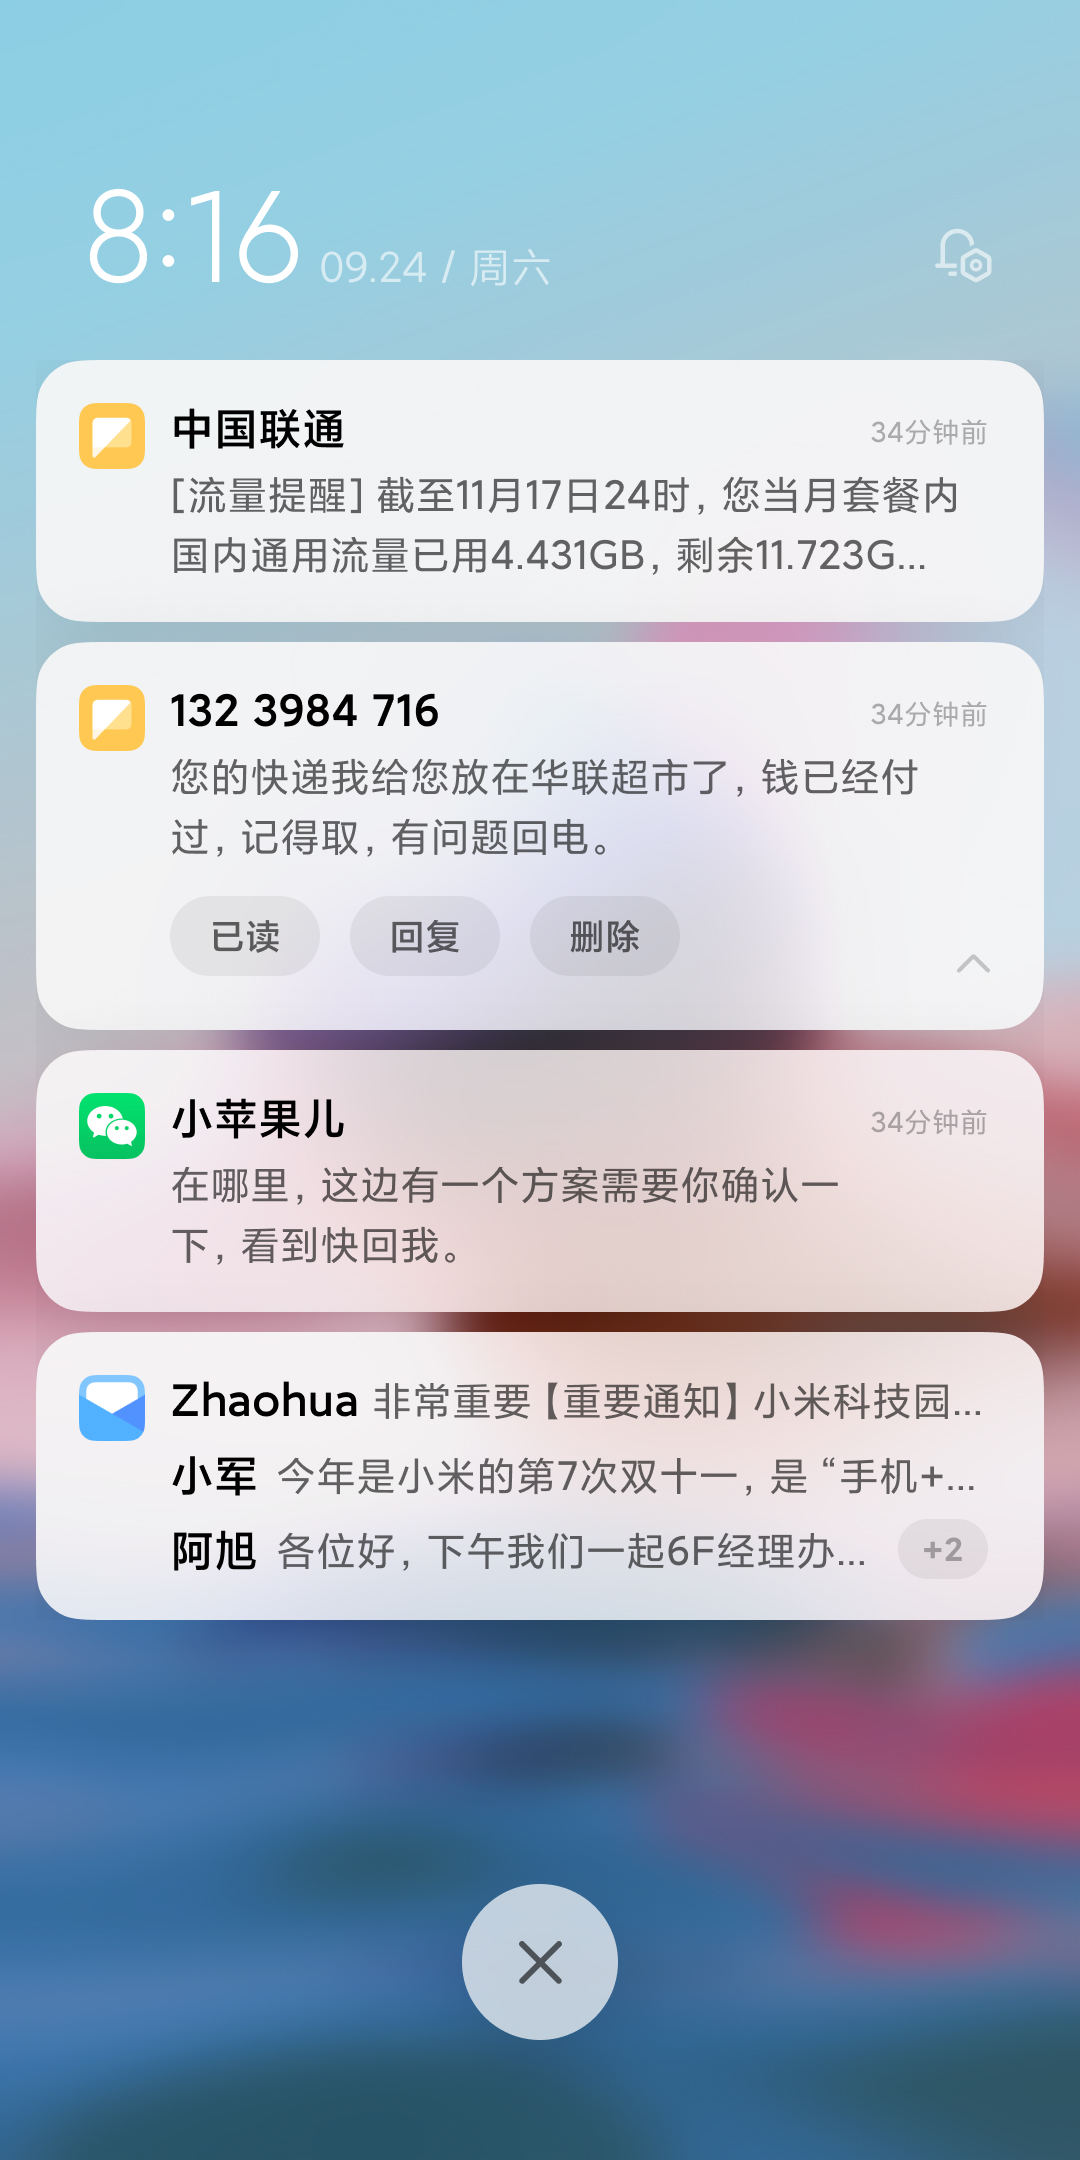 8:16 09.24 / 周六
中国联通 34分钟前
[流量提醒] 截至11月17日24时, 您当月套餐内
国内通用流量已用4.431GB, 剩余11.723G...
132 3984 716 34分钟前
您的快递我给您放在华联超市了, 钱已经付
过, 记得取, 有问题回电。
已读 回复 删除
小苹果儿 34分钟前
在哪里, 这边有一个方案需要你确认一
下, 看到快回我。
Zhaohua 非常重要【重要通知】小米科技园...
小军 今年是小米的第7次双十一, 是 “手机+...
阿旭 各位好, 下午我们一起6F经理办... +2